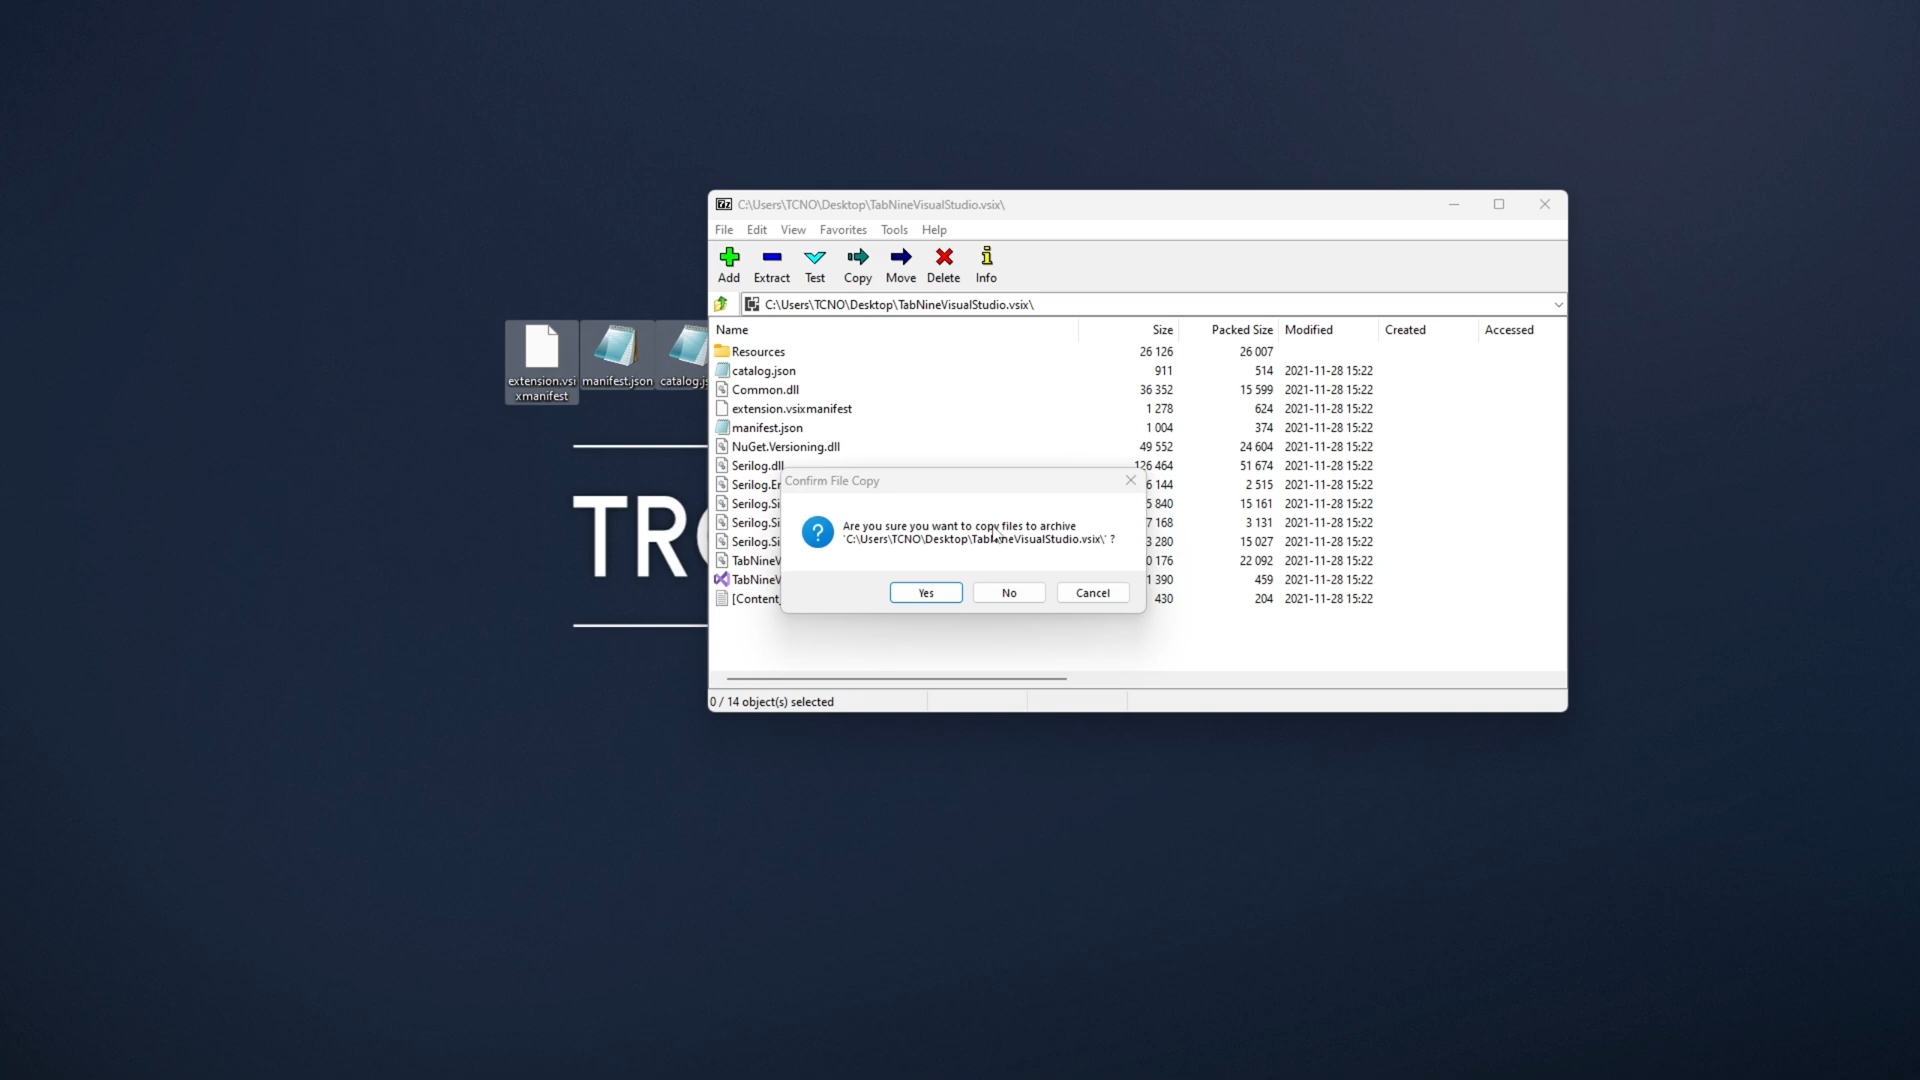 C:\Users\TCNO\Desktop\TabNineVisualStudio.vsix\
File Edit View Favorites Tools Help
Add Extract Test Copy Move Delete Info
C:\Users\TCNO\Desktop\TabNineVisualStudio.vsix\
Name Size Packed Size Modified Created Accessed
Resources 26 126 26 007
catalog.json 911 514 2021-11-28 15:22
Common.dll 36 352 15 599 2021-11-28 15:22
extension.vsixmanifest 1 278 624 2021-11-28 15:22
manifest.json 1 004 374 2021-11-28 15:22
NuGet.Versioning.dll 49 552 24 604 2021-11-28 15:22
Serilog.dll 126 464 51 674 2021-11-28 15:22
Serilog.Er 6 144 2 515 2021-11-28 15:22
Serilog.Si 5 840 15 161 2021-11-28 15:22
Serilog.Si 7 168 3 131 2021-11-28 15:22
Serilog.Si 3 280 15 027 2021-11-28 15:22
TabNineV 0 176 22 092 2021-11-28 15:22
TabNineV 1 390 459 2021-11-28 15:22
[Content_ 430 204 2021-11-28 15:22
Confirm File Copy
Are you sure you want to copy files to archive
'C:\Users\TCNO\Desktop\TabNineVisualStudio.vsix\' ?
Yes No Cancel
0 / 14 object(s) selected
extension.vsi
xmanifest
manifest.json
catalog.js
TRC